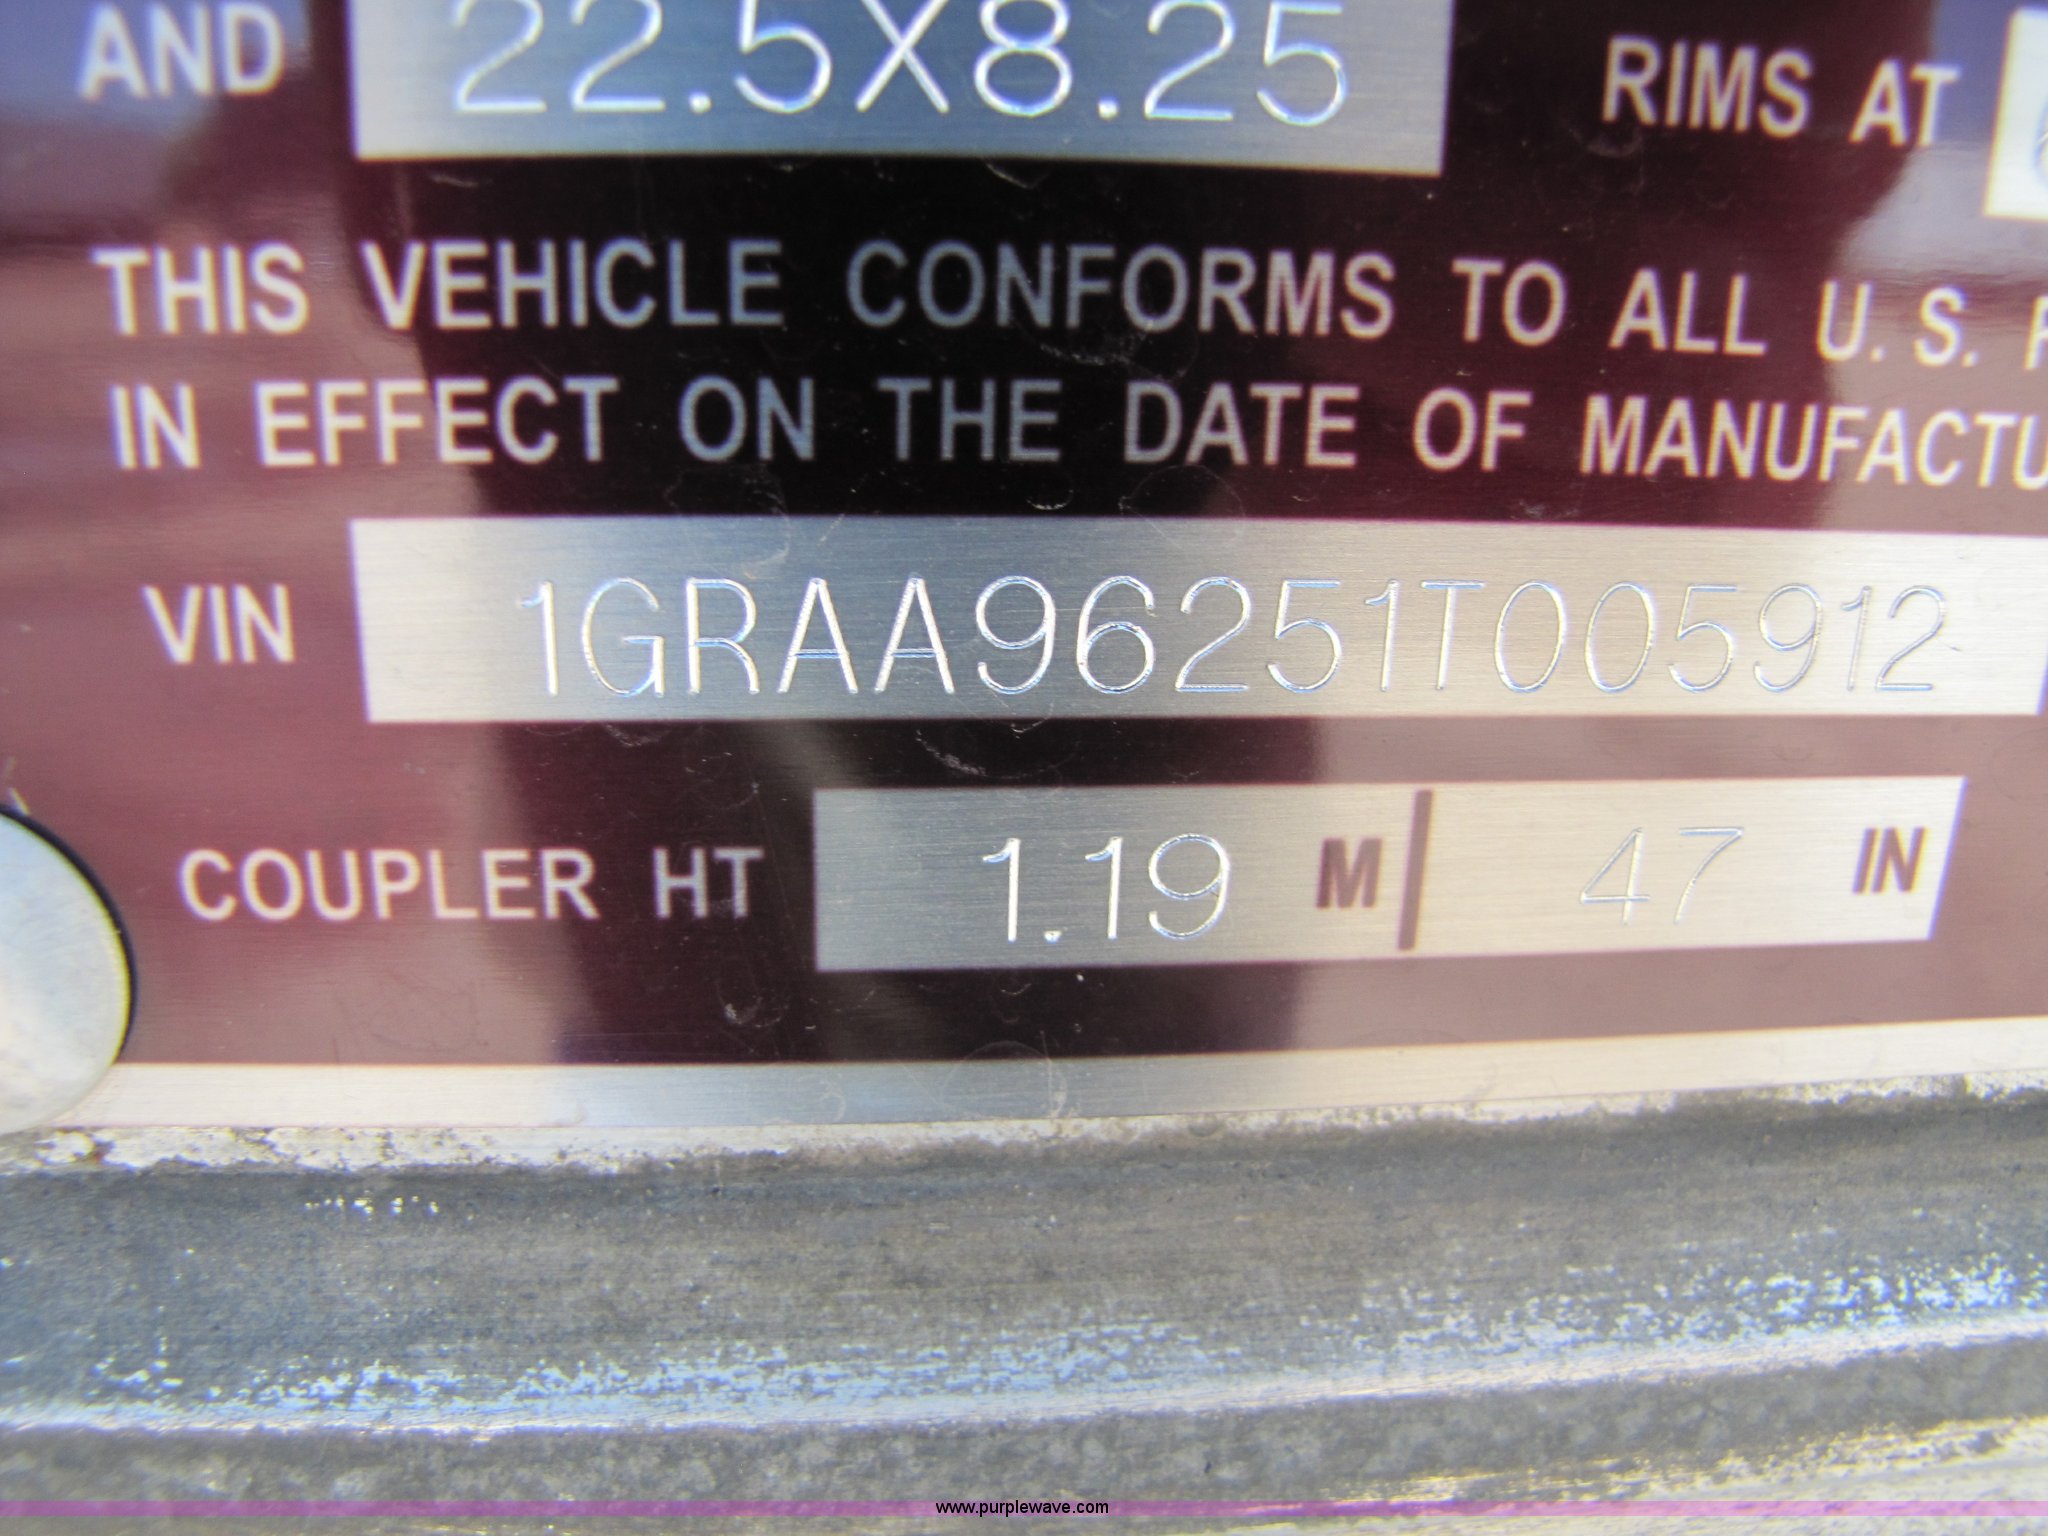 AND 22.5X8.25 RIMS AT
THIS VEHICLE CONFORMS TO ALL U.S.
IN EFFECT ON THE DATE OF
VIN 1GRAA96251T005912
COUPLER HT 1.19 M 47 IN
www.purplewave.com